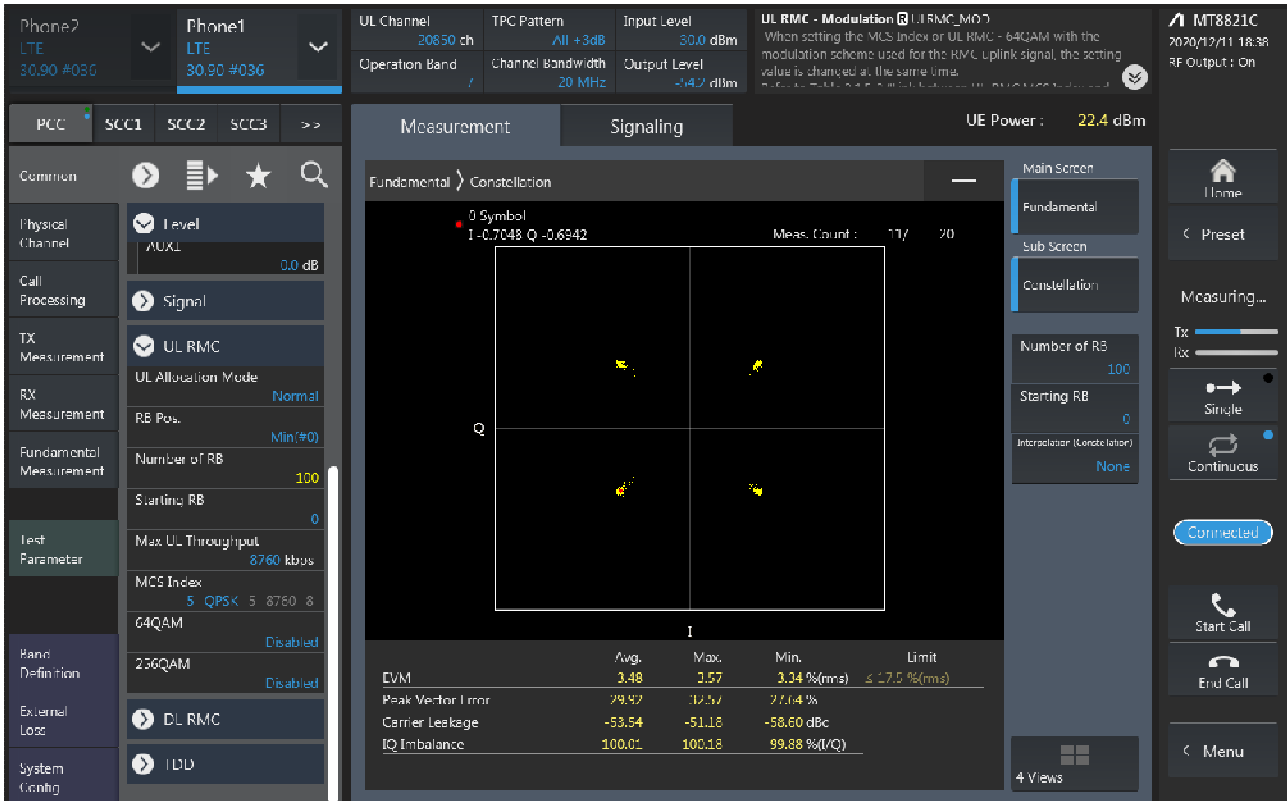 Phone2
LTE
30.90 #036
Phone1
LTE
30.90 #036
UL Channel
20850 ch
TPC Pattern
All +3dB
Input Level
30.0 dBm
Operation Band
7
Channel Bandwidth
20 MHz
Output Level
-54.2 dBm
UL RMC - Modulation R ULRMC_MOD
When setting the MCS Index or UL RMC - 64QAM with the
modulation scheme used for the RMC uplink signal, the setting
value is changed at the same time.
MT8821C
2020/12/11 18:38
RF Output : On
PCC
SCC1
SCC2
SCC3
>>
Measurement
Signaling
UE Power :
22.4 dBm
Common
Physical
Channel
Call
Processing
TX
Measurement
RX
Measurement
Fundamental
Measurement
Test
Parameter
Band
Definition
External
Loss
System
Config
Level
AUX1
0.0 dB
Signal
UL RMC
UL Allocation Mode
Normal
RB Pos.
Min(#0)
Number of RB
100
Starting RB
0
Max UL Throughput
8760 kbps
MCS Index
5 QPSK 5 8760 8
64QAM
Disabled
256QAM
Disabled
DL RMC
TDD
Fundamental
Constellation
0 Symbol
I -0.7048 Q -0.6942
Meas. Count : 11/ 20
Q
I
Avg. Max. Min. Limit
EVM 3.48 3.57 3.34 %(rms) ≤ 17.5 %(rms)
Peak Vector Error 29.92 32.57 27.64 %
Carrier Leakage -53.54 -51.18 -58.60 dBc
IQ Imbalance 100.01 100.18 99.88 %(I/Q)
Main Screen
Fundamental
Sub Screen
Constellation
Number of RB
100
Starting RB
0
Interpolation (Constellation)
None
4 Views
Home
< Preset
Measuring...
Tx
Rx
Single
Continuous
Connected
Start Call
End Call
< Menu